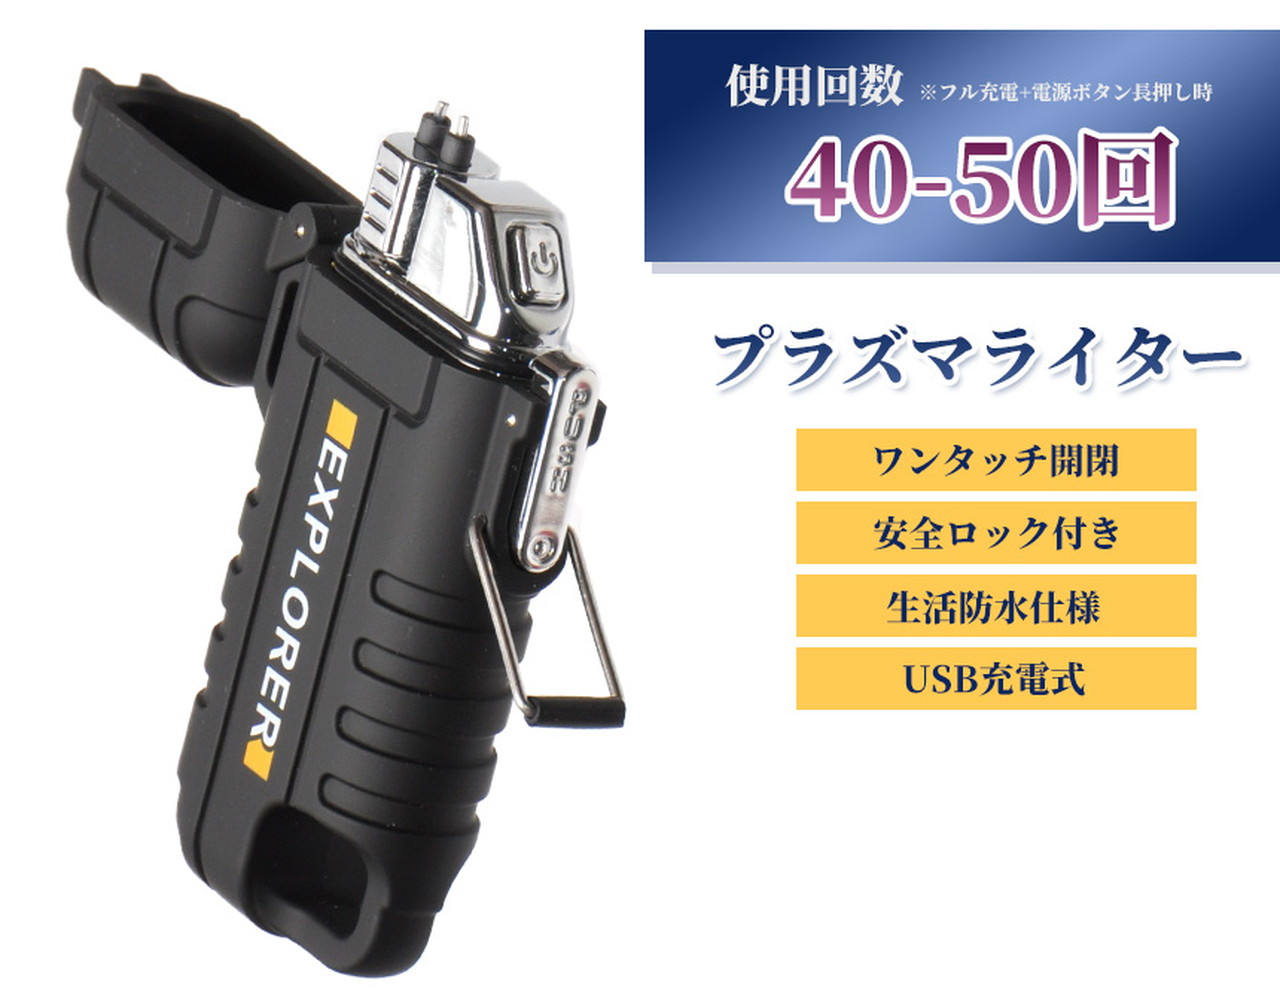 使用回数 ※フル充電+電源ボタン長押し時
40-50回
プラズマライター
ワンタッチ開閉
安全ロック付き
生活防水仕様
USB充電式
EXPLORER